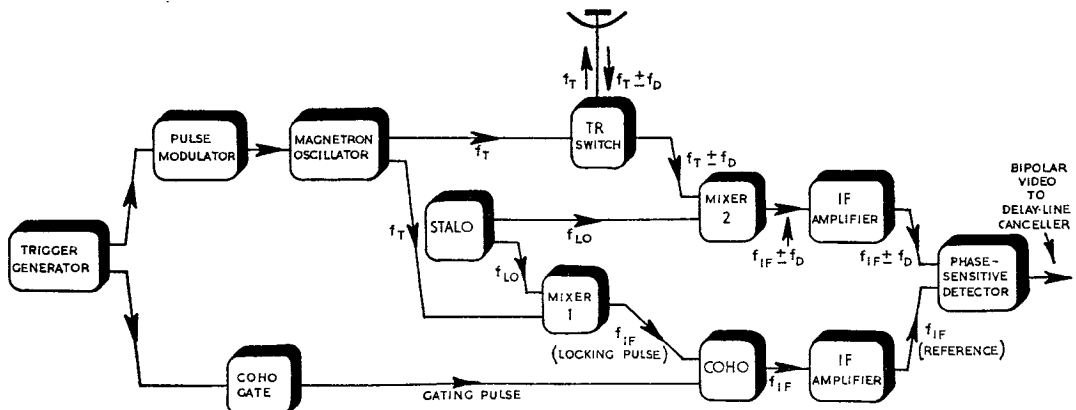 f_T
f_T ± f_D
PULSE
MODULATOR
MAGNETRON
OSCILLATOR
f_T
TR
SWITCH
f_T ± f_D
BIPOLAR
VIDEO
TO
DELAY-LINE
CANCELLER
TRIGGER
GENERATOR
f_T
STALO
f_LO
MIXER
2
f_IF ± f_D
IF
AMPLIFIER
f_IF ± f_D
PHASE-
SENSITIVE
DETECTOR
f_LO
MIXER
1
f_IF
(LOCKING PULSE)
COHO
GATE
GATING PULSE
COHO
f_IF
IF
AMPLIFIER
f_IF
(REFERENCE)